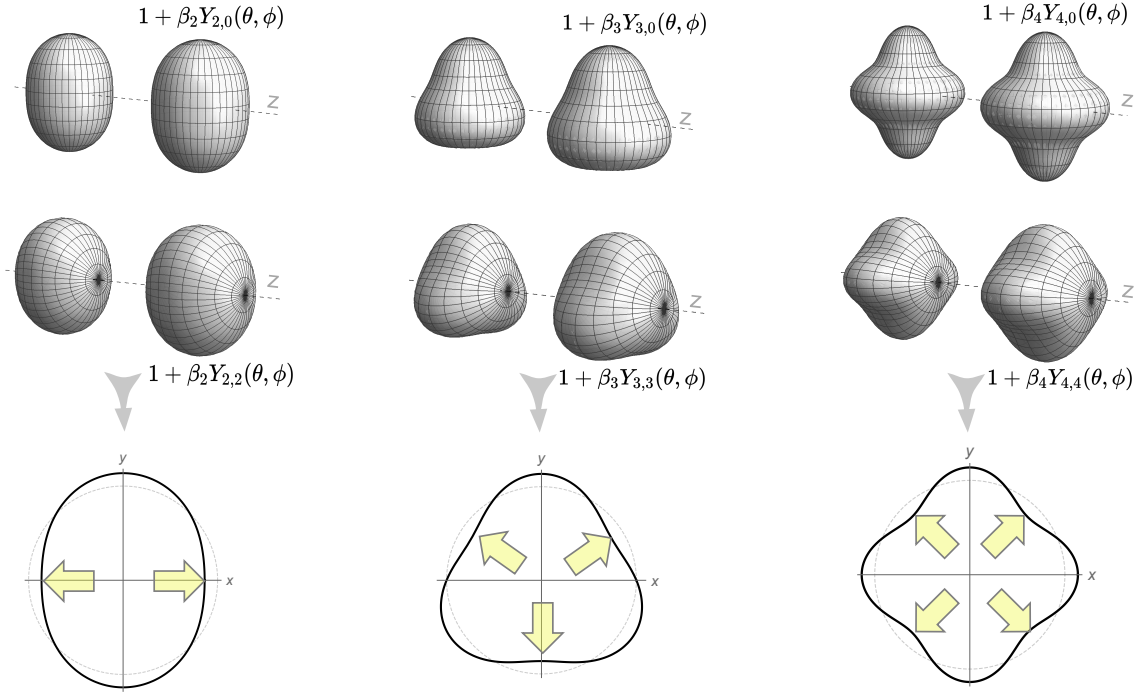 1 + β₂Y₂,₀(θ, ϕ)
1 + β₃Y₃,₀(θ, ϕ)
1 + β₄Y₄,₀(θ, ϕ)
Z
Z
Z
Z
Z
Z
1 + β₂Y₂,₂(θ, ϕ)
1 + β₃Y₃,₃(θ, ϕ)
1 + β₄Y₄,₄(θ, ϕ)
y
y
y
x
x
x